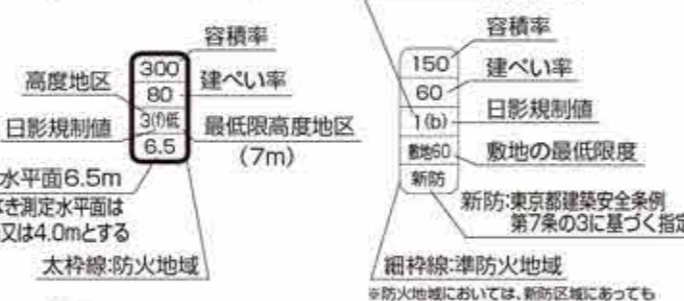 容積率
300
高度地区
建ぺい率
80
日影規制値
3(f)低
最低限高度地区
(7m)
6.5
水平面6.5m
き測定水平面は
又は4.0mとする
太枠線:防火地域
容積率
150
建ぺい率
60
日影規制値
1(b)
敷地60
敷地の最低限度
新防
新防:東京都建築安全条例
第7条の3に基づく指定
細枠線:準防火地域
※防火地域においては、新防区域にあっても